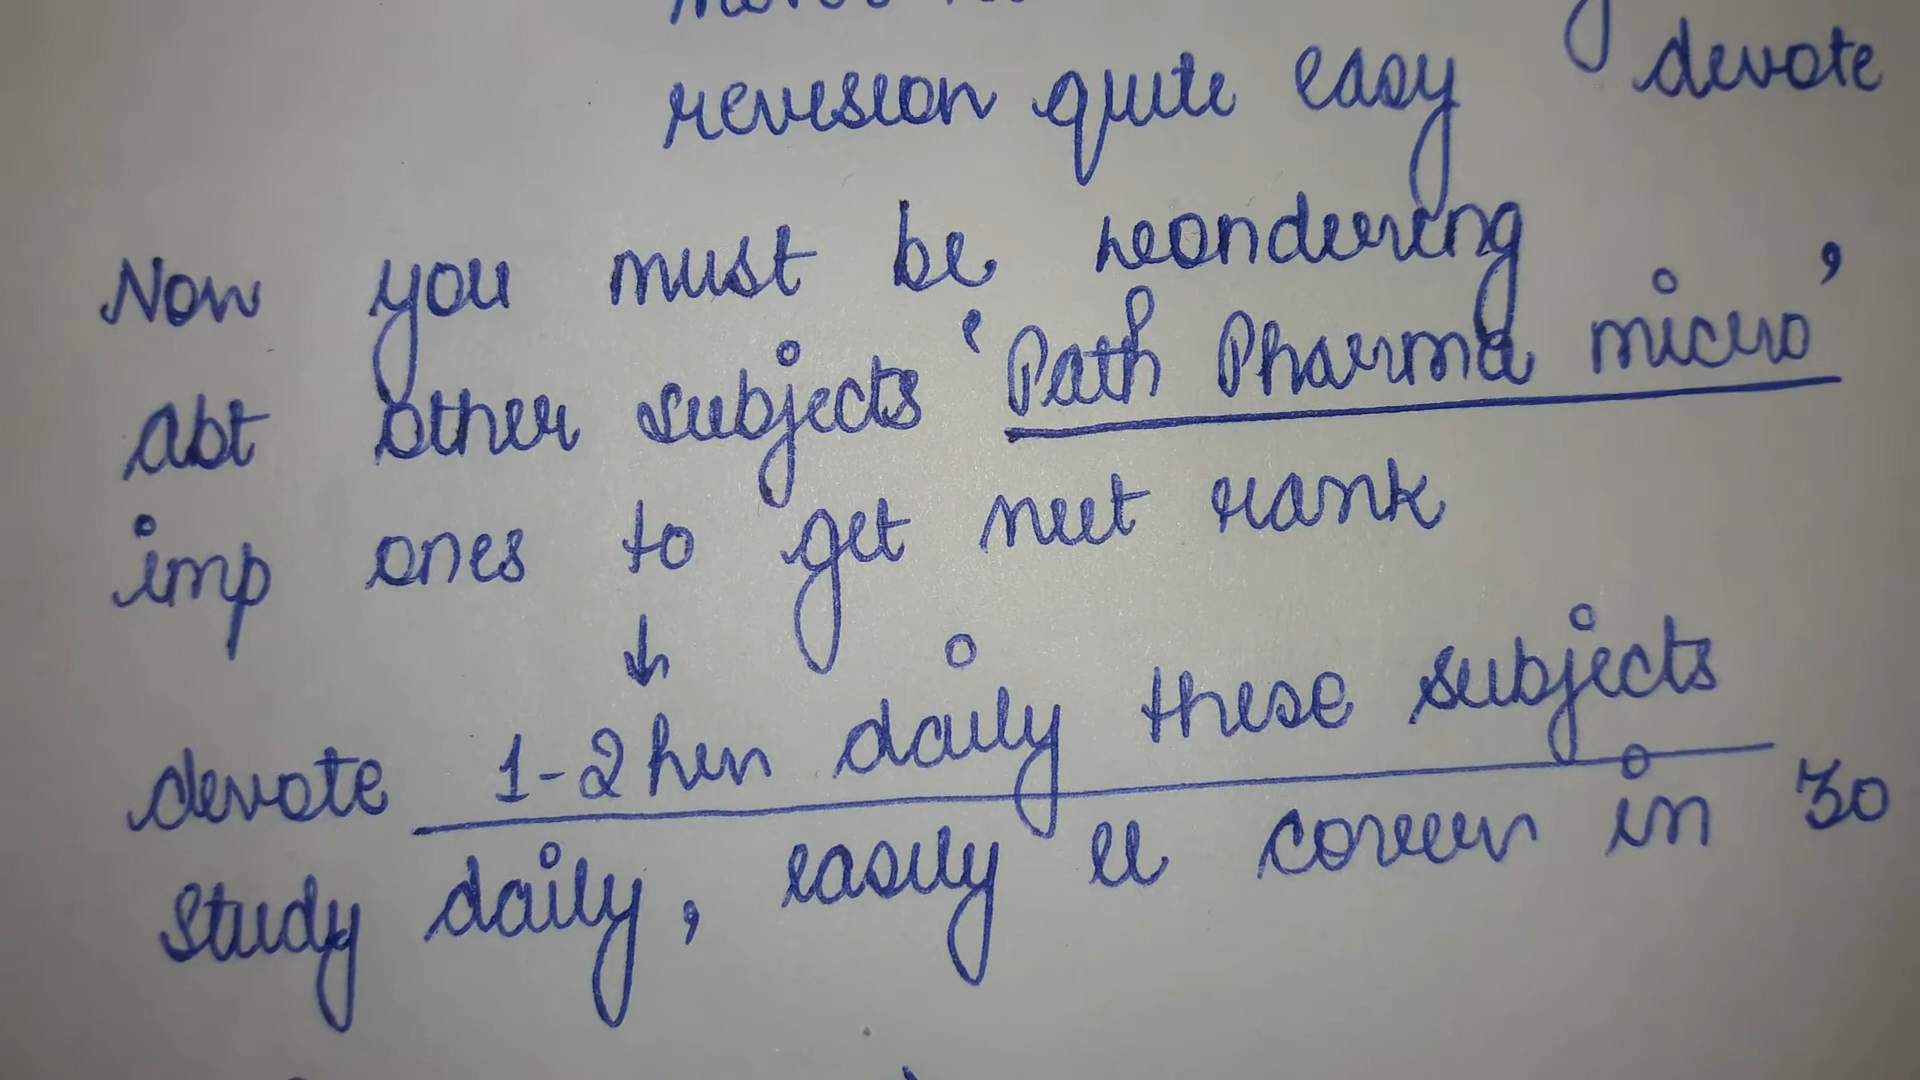 revision quite easy devote
Now you must be wondering
abt other subjects 'Path Pharma micro'
imp ones to get neet rank
↓
devote 1-2 hrs daily these subjects
study daily, easily u cover in 30